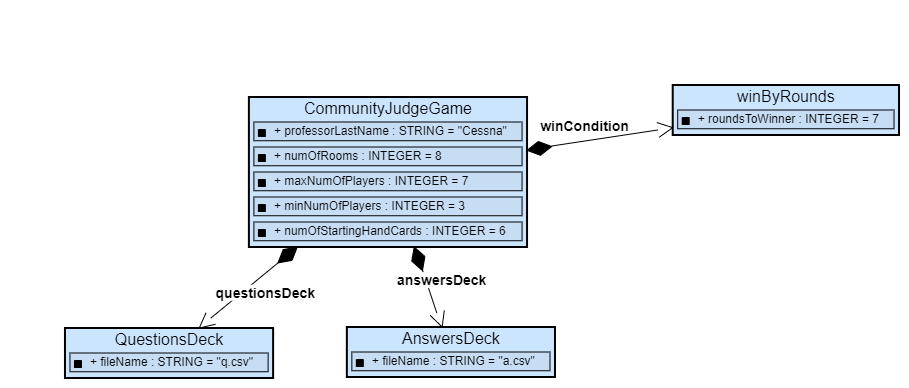 CommunityJudgeGame
+ professorLastName : STRING = "Cessna"
+ numOfRooms : INTEGER = 8
+ maxNumOfPlayers : INTEGER = 7
+ minNumOfPlayers : INTEGER = 3
+ numOfStartingHandCards : INTEGER = 6
winCondition
winByRounds
+ roundsToWinner : INTEGER = 7
questionsDeck
answersDeck
QuestionsDeck
+ fileName : STRING = "q.csv"
AnswersDeck
+ fileName : STRING = "a.csv"